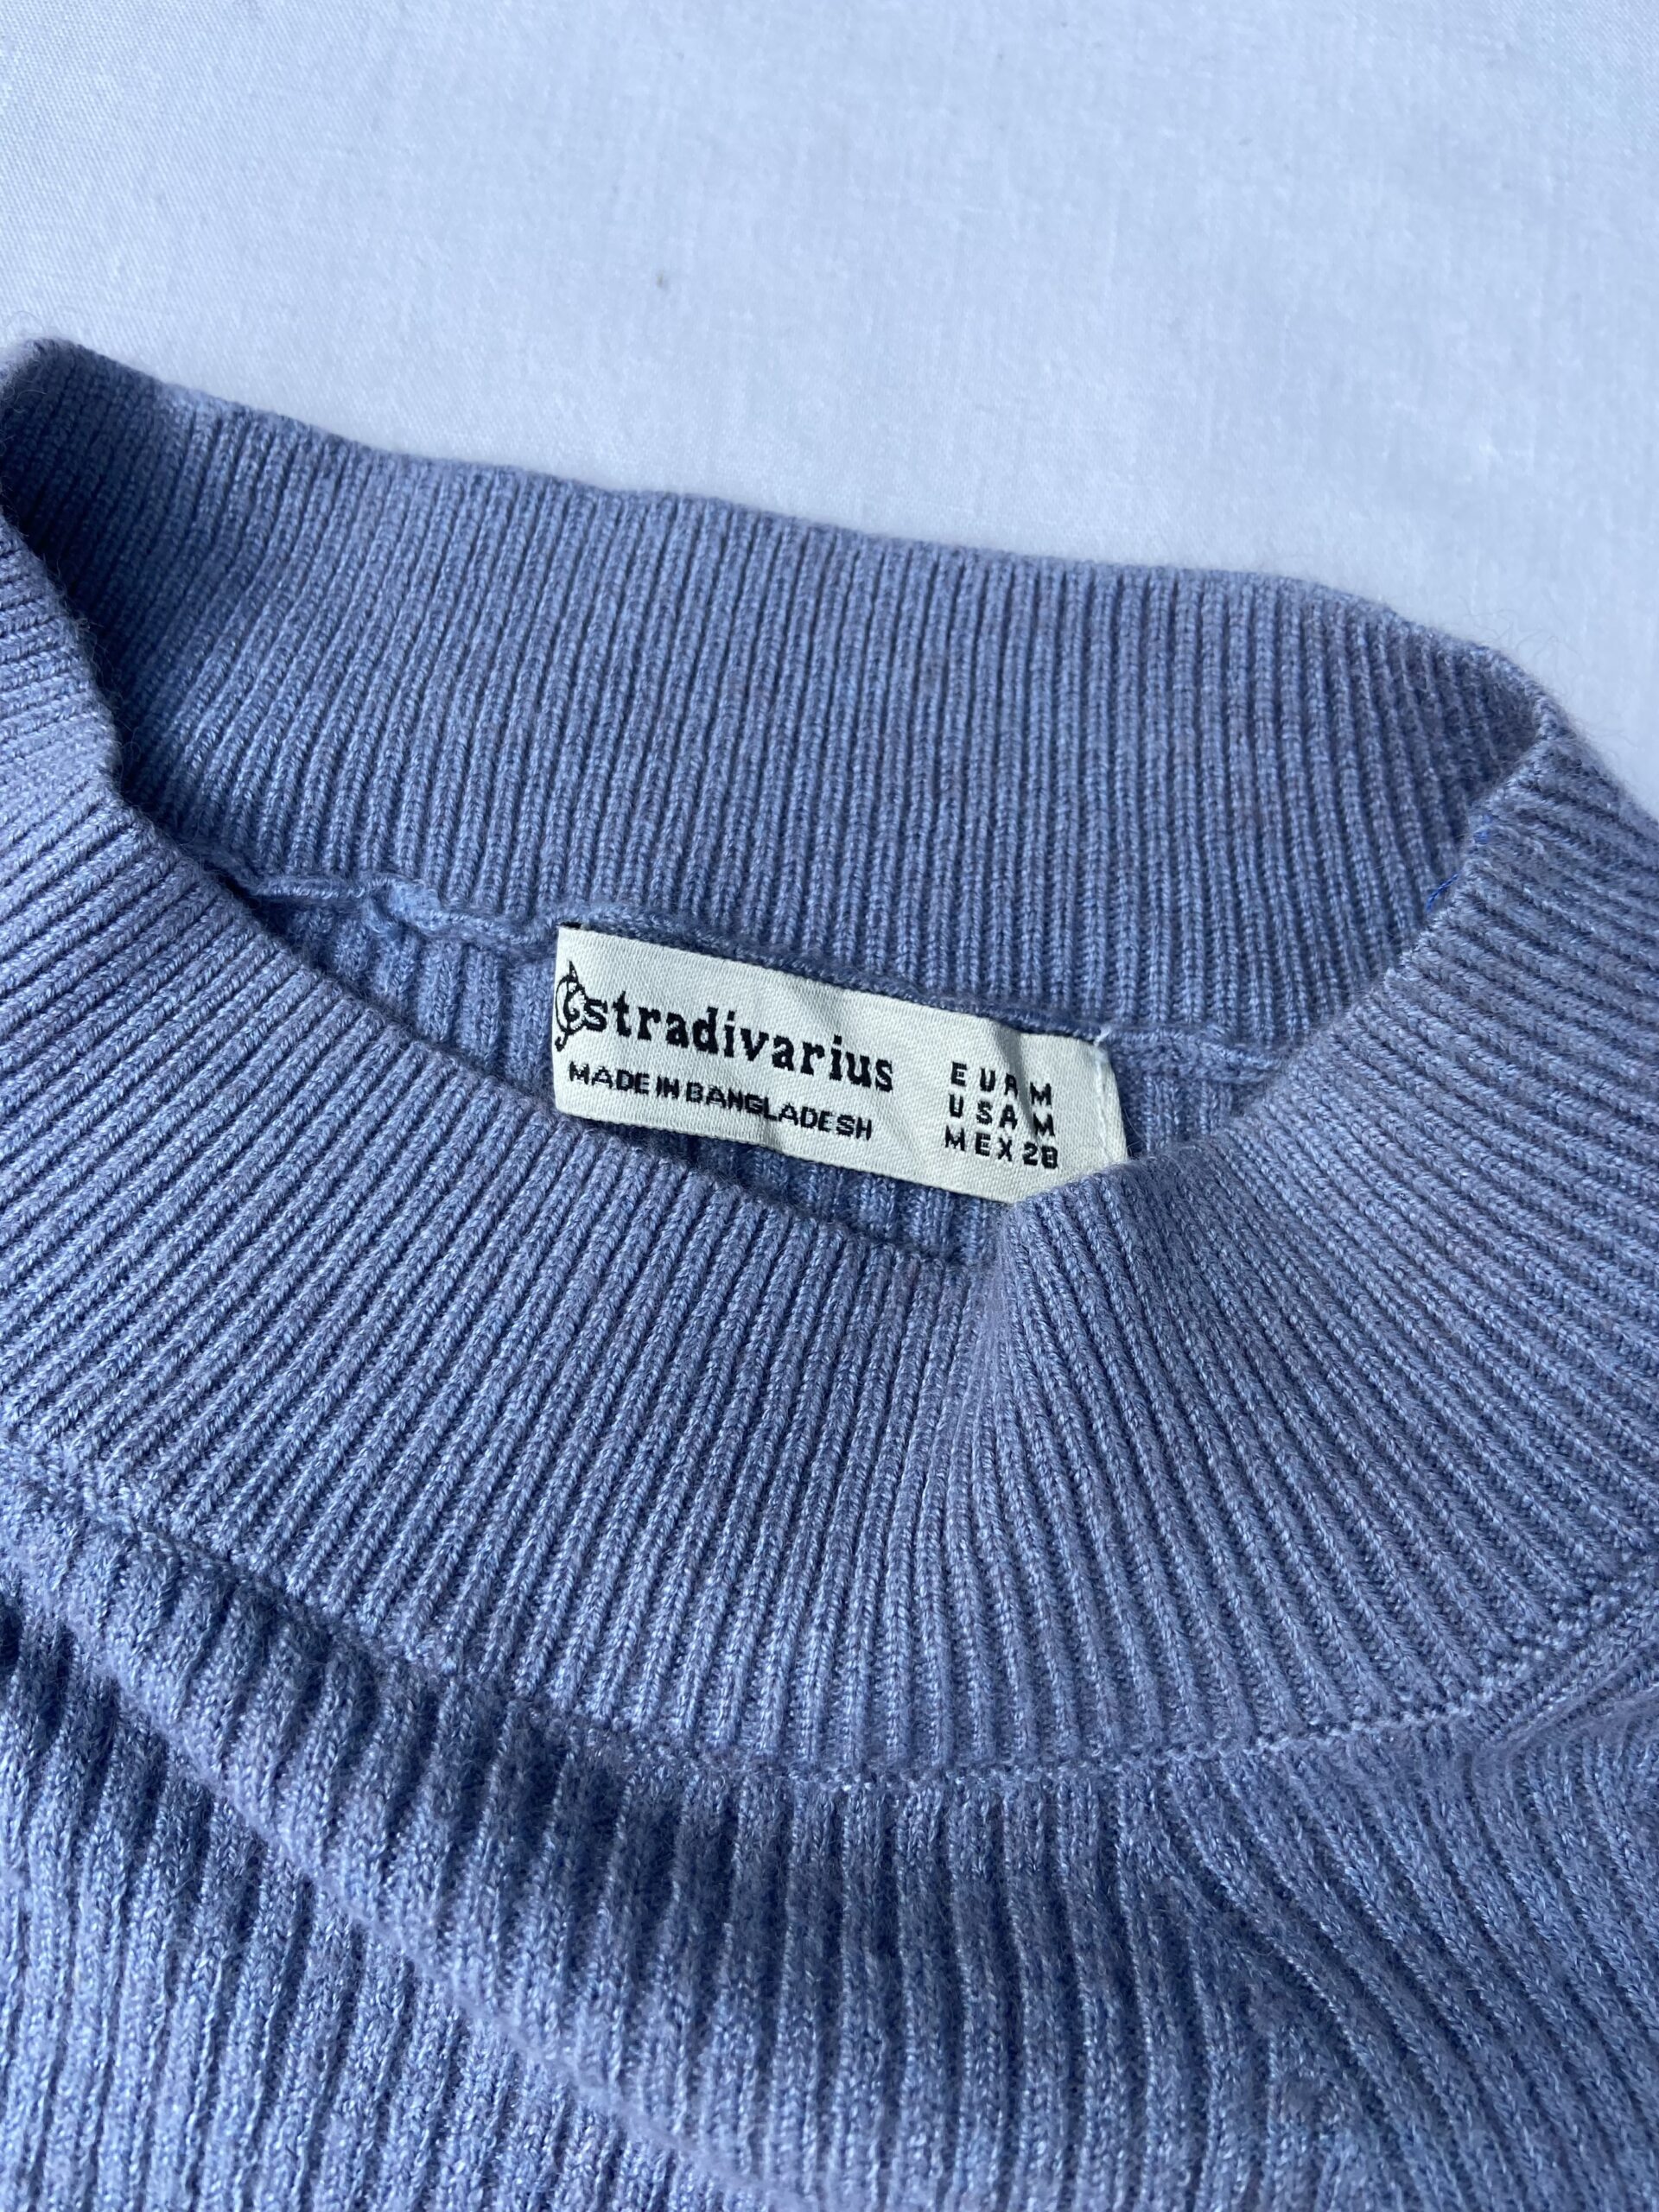 stradivarius
MADE IN BANGLADESH
EUR M
USA M
MEX 28